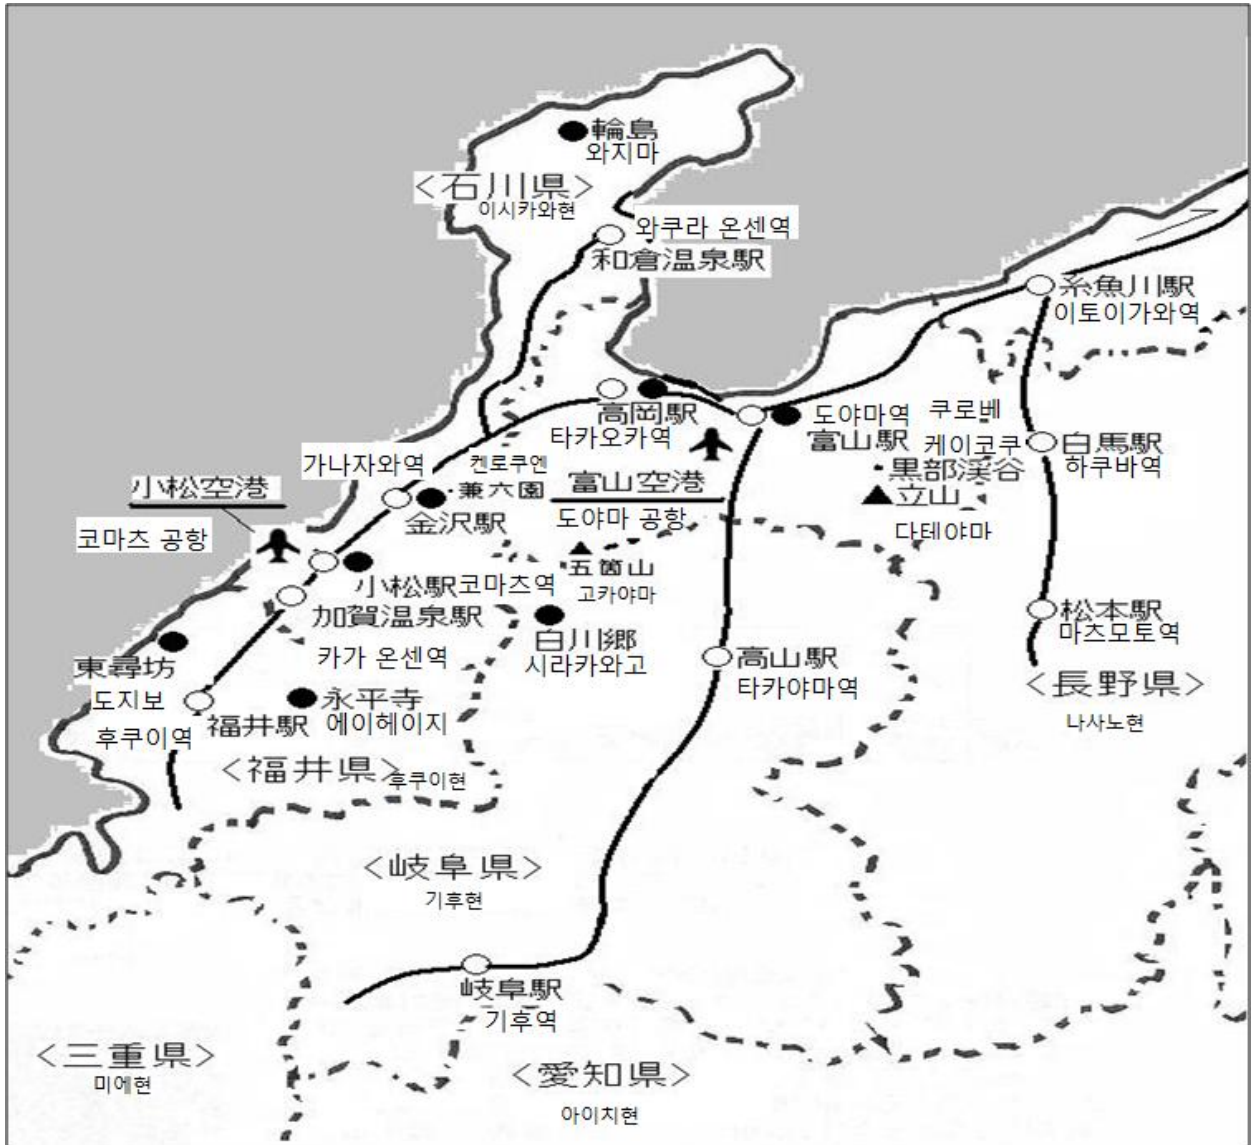 輪島
와지마
<石川県>
이시카와현
와쿠라 온센역
和倉温泉駅
糸魚川駅
이토이가와역
高岡駅
타카오카역
도야마역
富山駅
쿠로베
케이코쿠
黒部渓谷
白馬駅
하쿠바역
立山
다테야마
가나자와역
켄로쿠엔
兼六園
金沢駅
富山空港
도야마 공항
小松空港
코마츠 공항
小松駅 코마츠역
五箇山
고카야마
加賀温泉駅
카가 온센역
白川郷
시라카와고
松本駅
마츠모토역
東尋坊
도지보
高山駅
타카야마역
<長野県>
나사노현
永平寺
에이헤이지
福井駅
후쿠이역
<福井県>
후쿠이현
<岐阜県>
기후현
岐阜駅
기후역
<三重県>
미에현
<愛知県>
아이치현